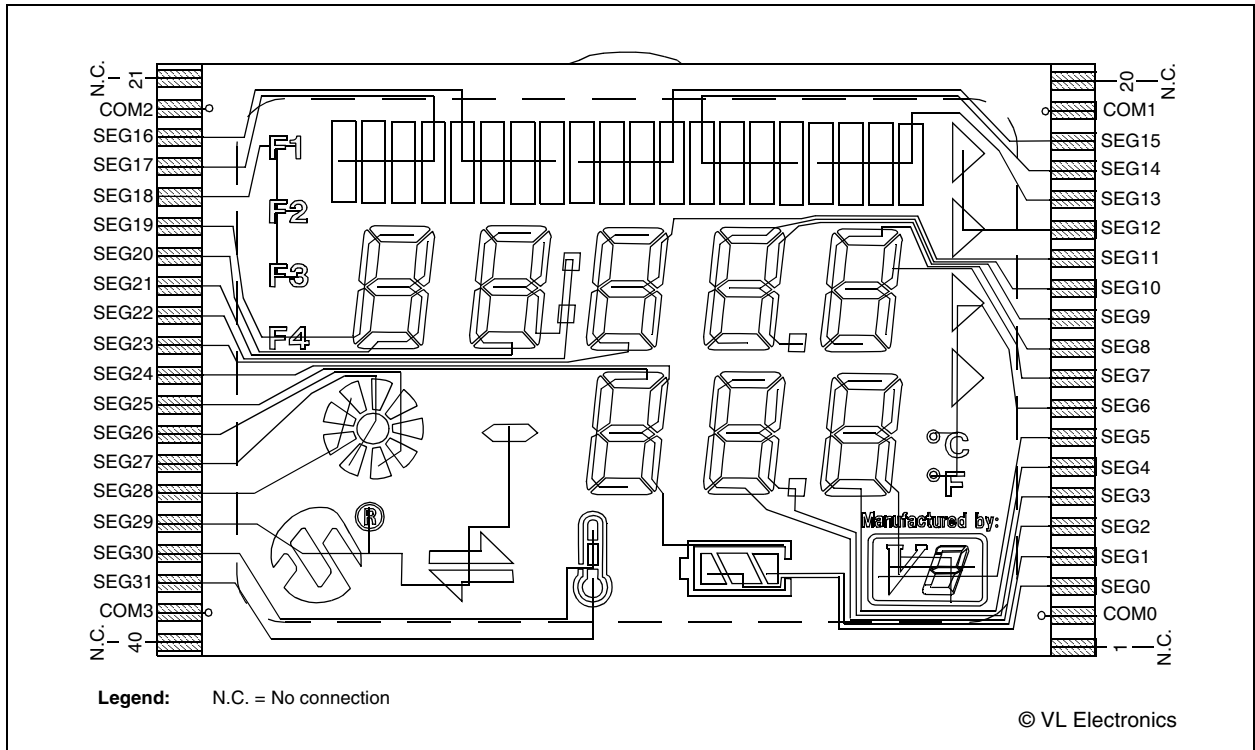 N.C. 21
COM2
SEG16
SEG17
SEG18
SEG19
SEG20
SEG21
SEG22
SEG23
SEG24
SEG25
SEG26
SEG27
SEG28
SEG29
SEG30
SEG31
COM3
N.C. 40
F1
F2
F3
F4
®
°C
°F
Manufactured by:
20 N.C.
COM1
SEG15
SEG14
SEG13
SEG12
SEG11
SEG10
SEG9
SEG8
SEG7
SEG6
SEG5
SEG4
SEG3
SEG2
SEG1
SEG0
COM0
1 N.C.
Legend: N.C. = No connection
© VL Electronics